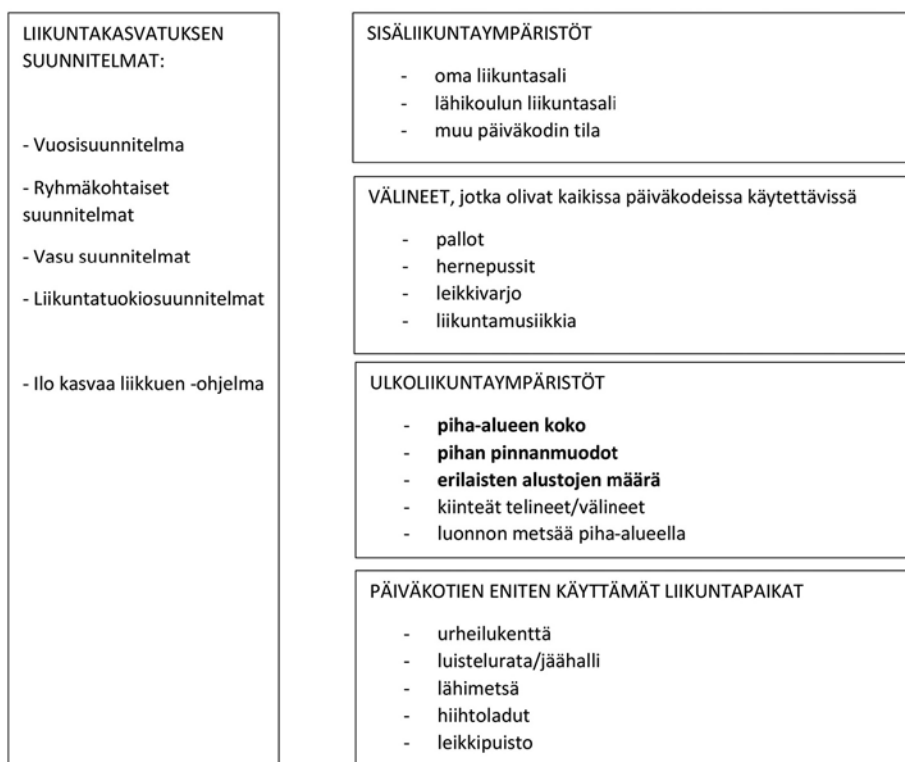 LIIKUNTAKASVATUKSEN
SUUNNITELMAT:
- Vuosisuunnitelma
- Ryhmäkohtaiset
suunnitelmat
- Vasu suunnitelmat
- Liikuntatuokiosuunnitelmat
- Ilo kasvaa liikkuen -ohjelma
SISÄLIIKUNTAYMPÄRISTÖT
- oma liikuntasali
- lähikoulun liikuntasali
- muu päiväkodin tila
VÄLINEET, jotka olivat kaikissa päiväkodeissa käytettävissä
- pallot
- hernepussit
- leikkivarjo
- liikuntamusiikkia
ULKOLIIKUNTAYMPÄRISTÖT
- piha-alueen koko
- pihan pinnanmuodot
- erilaisten alustojen määrä
- kiinteät telineet/välineet
- luonnon metsää piha-alueella
PÄIVÄKOTIEN ENITEN KÄYTTÄMÄT LIIKUNTAPAIKAT
- urheilukenttä
- luistelurata/jäähalli
- lähimetsä
- hiihtoladut
- leikkipuisto